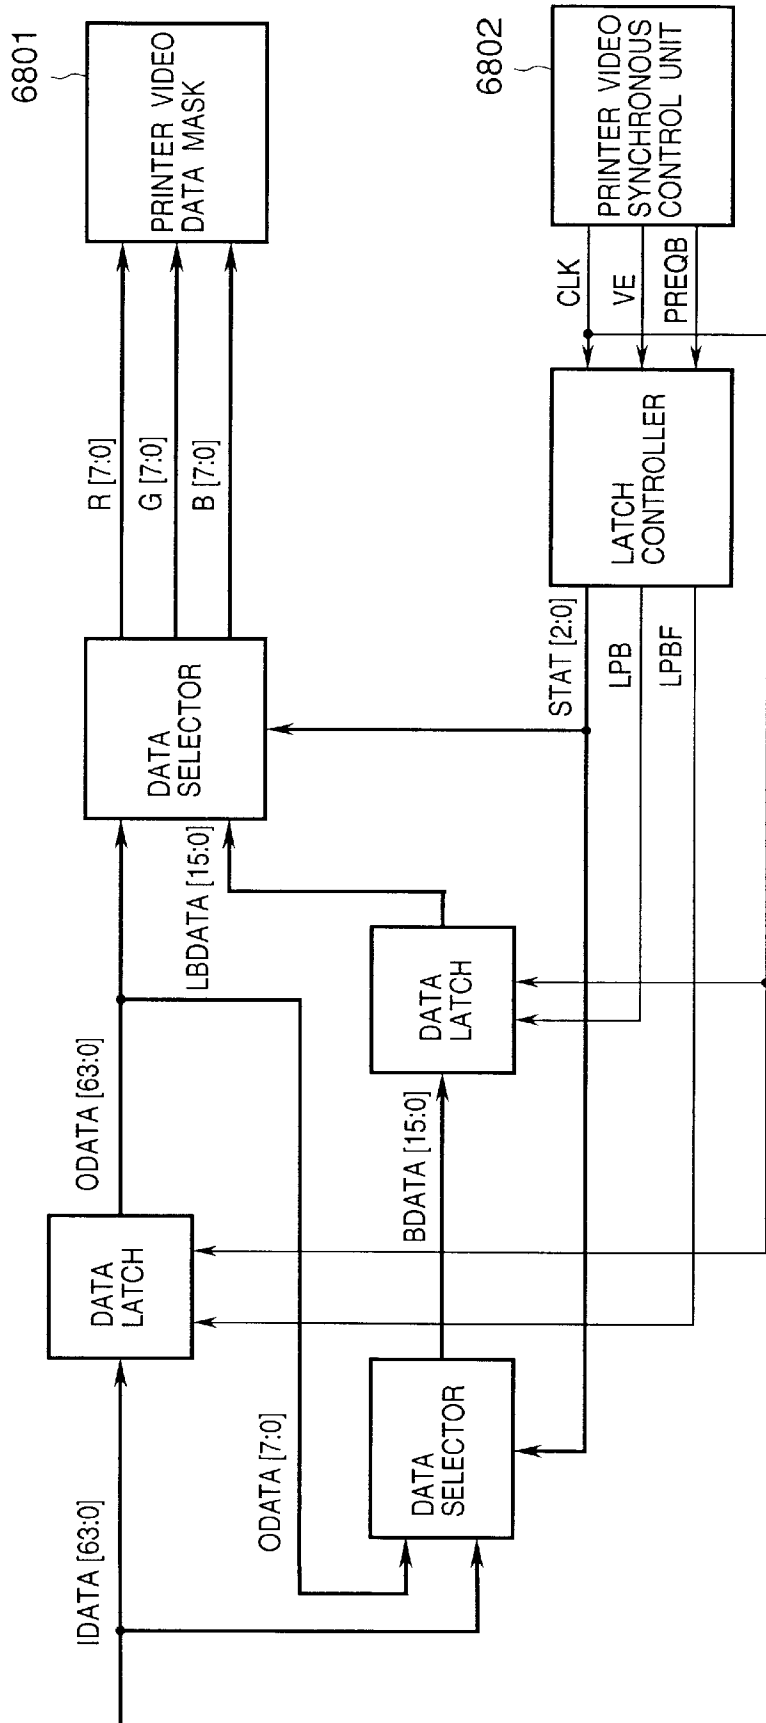 6801
PRINTER VIDEO
DATA MASK
R [7:0]
G [7:0]
B [7:0]
DATA
SELECTOR
LBDATA [15:0]
ODATA [63:0]
DATA
LATCH
IDATA [63:0]
ODATA [7:0]
DATA
SELECTOR
BDATA [15:0]
DATA
LATCH
6802
PRINTER VIDEO
SYNCHRONOUS
CONTROL UNIT
CLK
VE
PREQB
LATCH
CONTROLLER
STAT [2:0]
LPB
LPBF